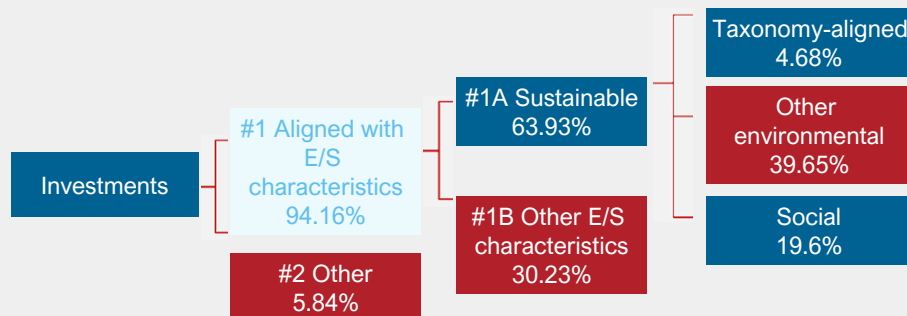 Investments
#1 Aligned with
E/S
characteristics
94.16%
#2 Other
5.84%
#1A Sustainable
63.93%
#1B Other E/S
characteristics
30.23%
Taxonomy-aligned
4.68%
Other
environmental
39.65%
Social
19.6%